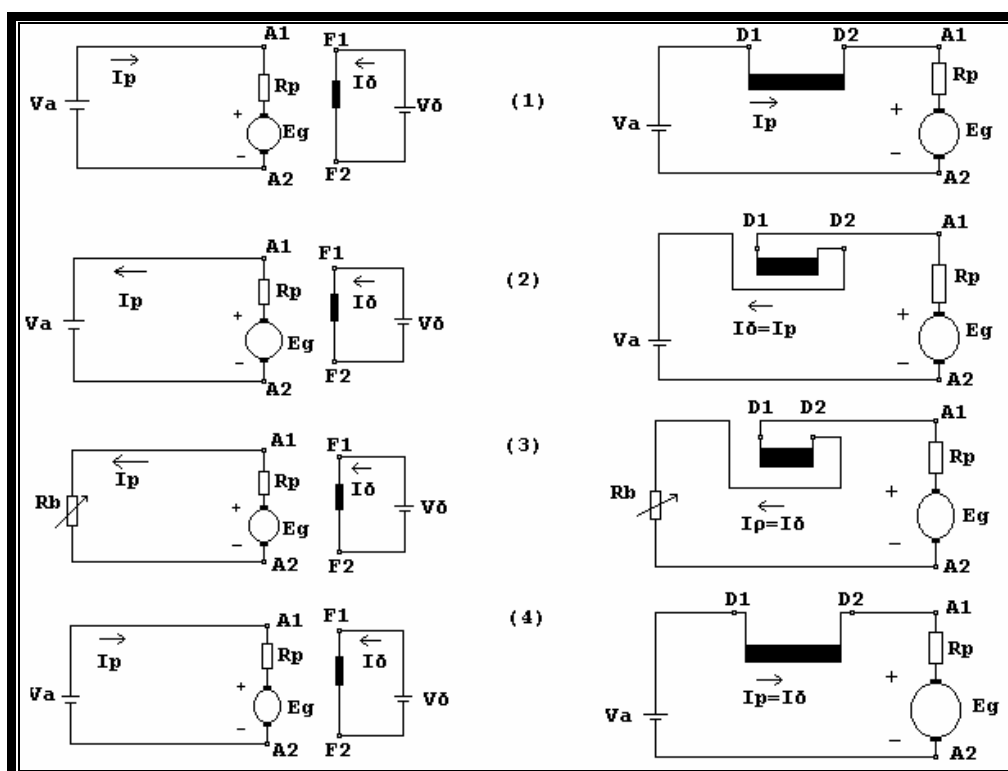 A1 F1 D1 D2 A1
Ip Iδ
Rp Rp
Va + Vδ (1) Va Ip +
Eg Eg
− −
A2 F2 A2
A1 F1 D1 D2 A1
Ip Iδ (2)
Rp Rp
Va + Vδ Iδ=Ip +
Eg Va Eg
− −
A2 F2 A2
A1 F1 D1 D2 A1
Ip Iδ (3)
Rp Rp
Rb + Vδ Rb +
Eg Iρ=Iδ Eg
− −
A2 F2 A2
A1 F1 (4) D1 D2 A1
Ip Iδ
Rp Rp
Va + Vδ Ip=Iδ +
Eg Va Eg
− −
A2 F2 A2